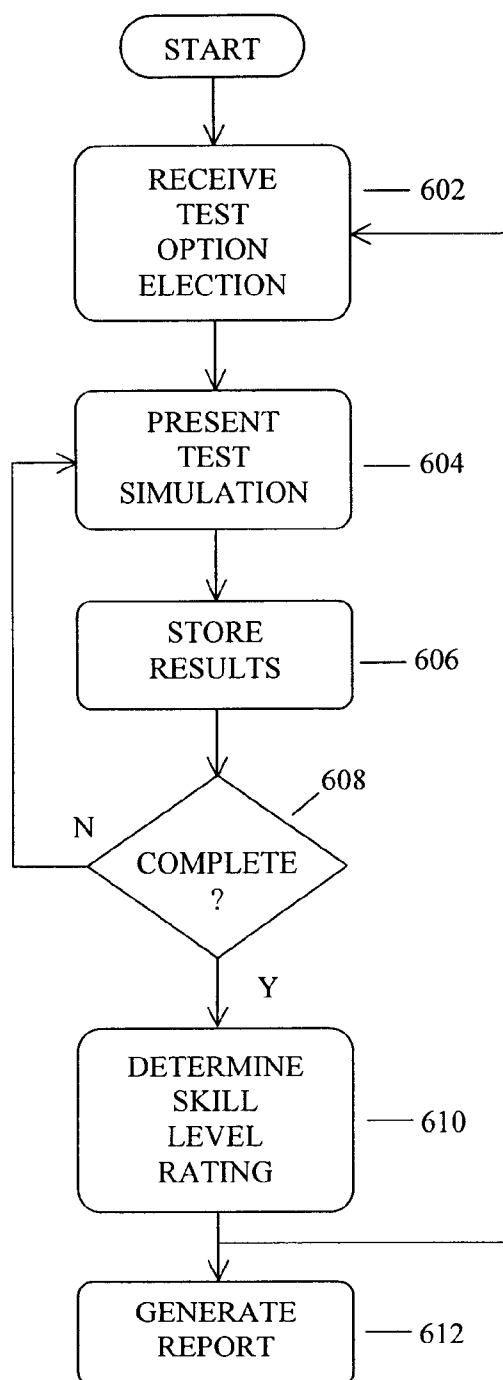 START
RECEIVE
TEST
OPTION
ELECTION
602
PRESENT
TEST
SIMULATION
604
STORE
RESULTS
606
608
N
COMPLETE
?
Y
DETERMINE
SKILL
LEVEL
RATING
610
GENERATE
REPORT
612